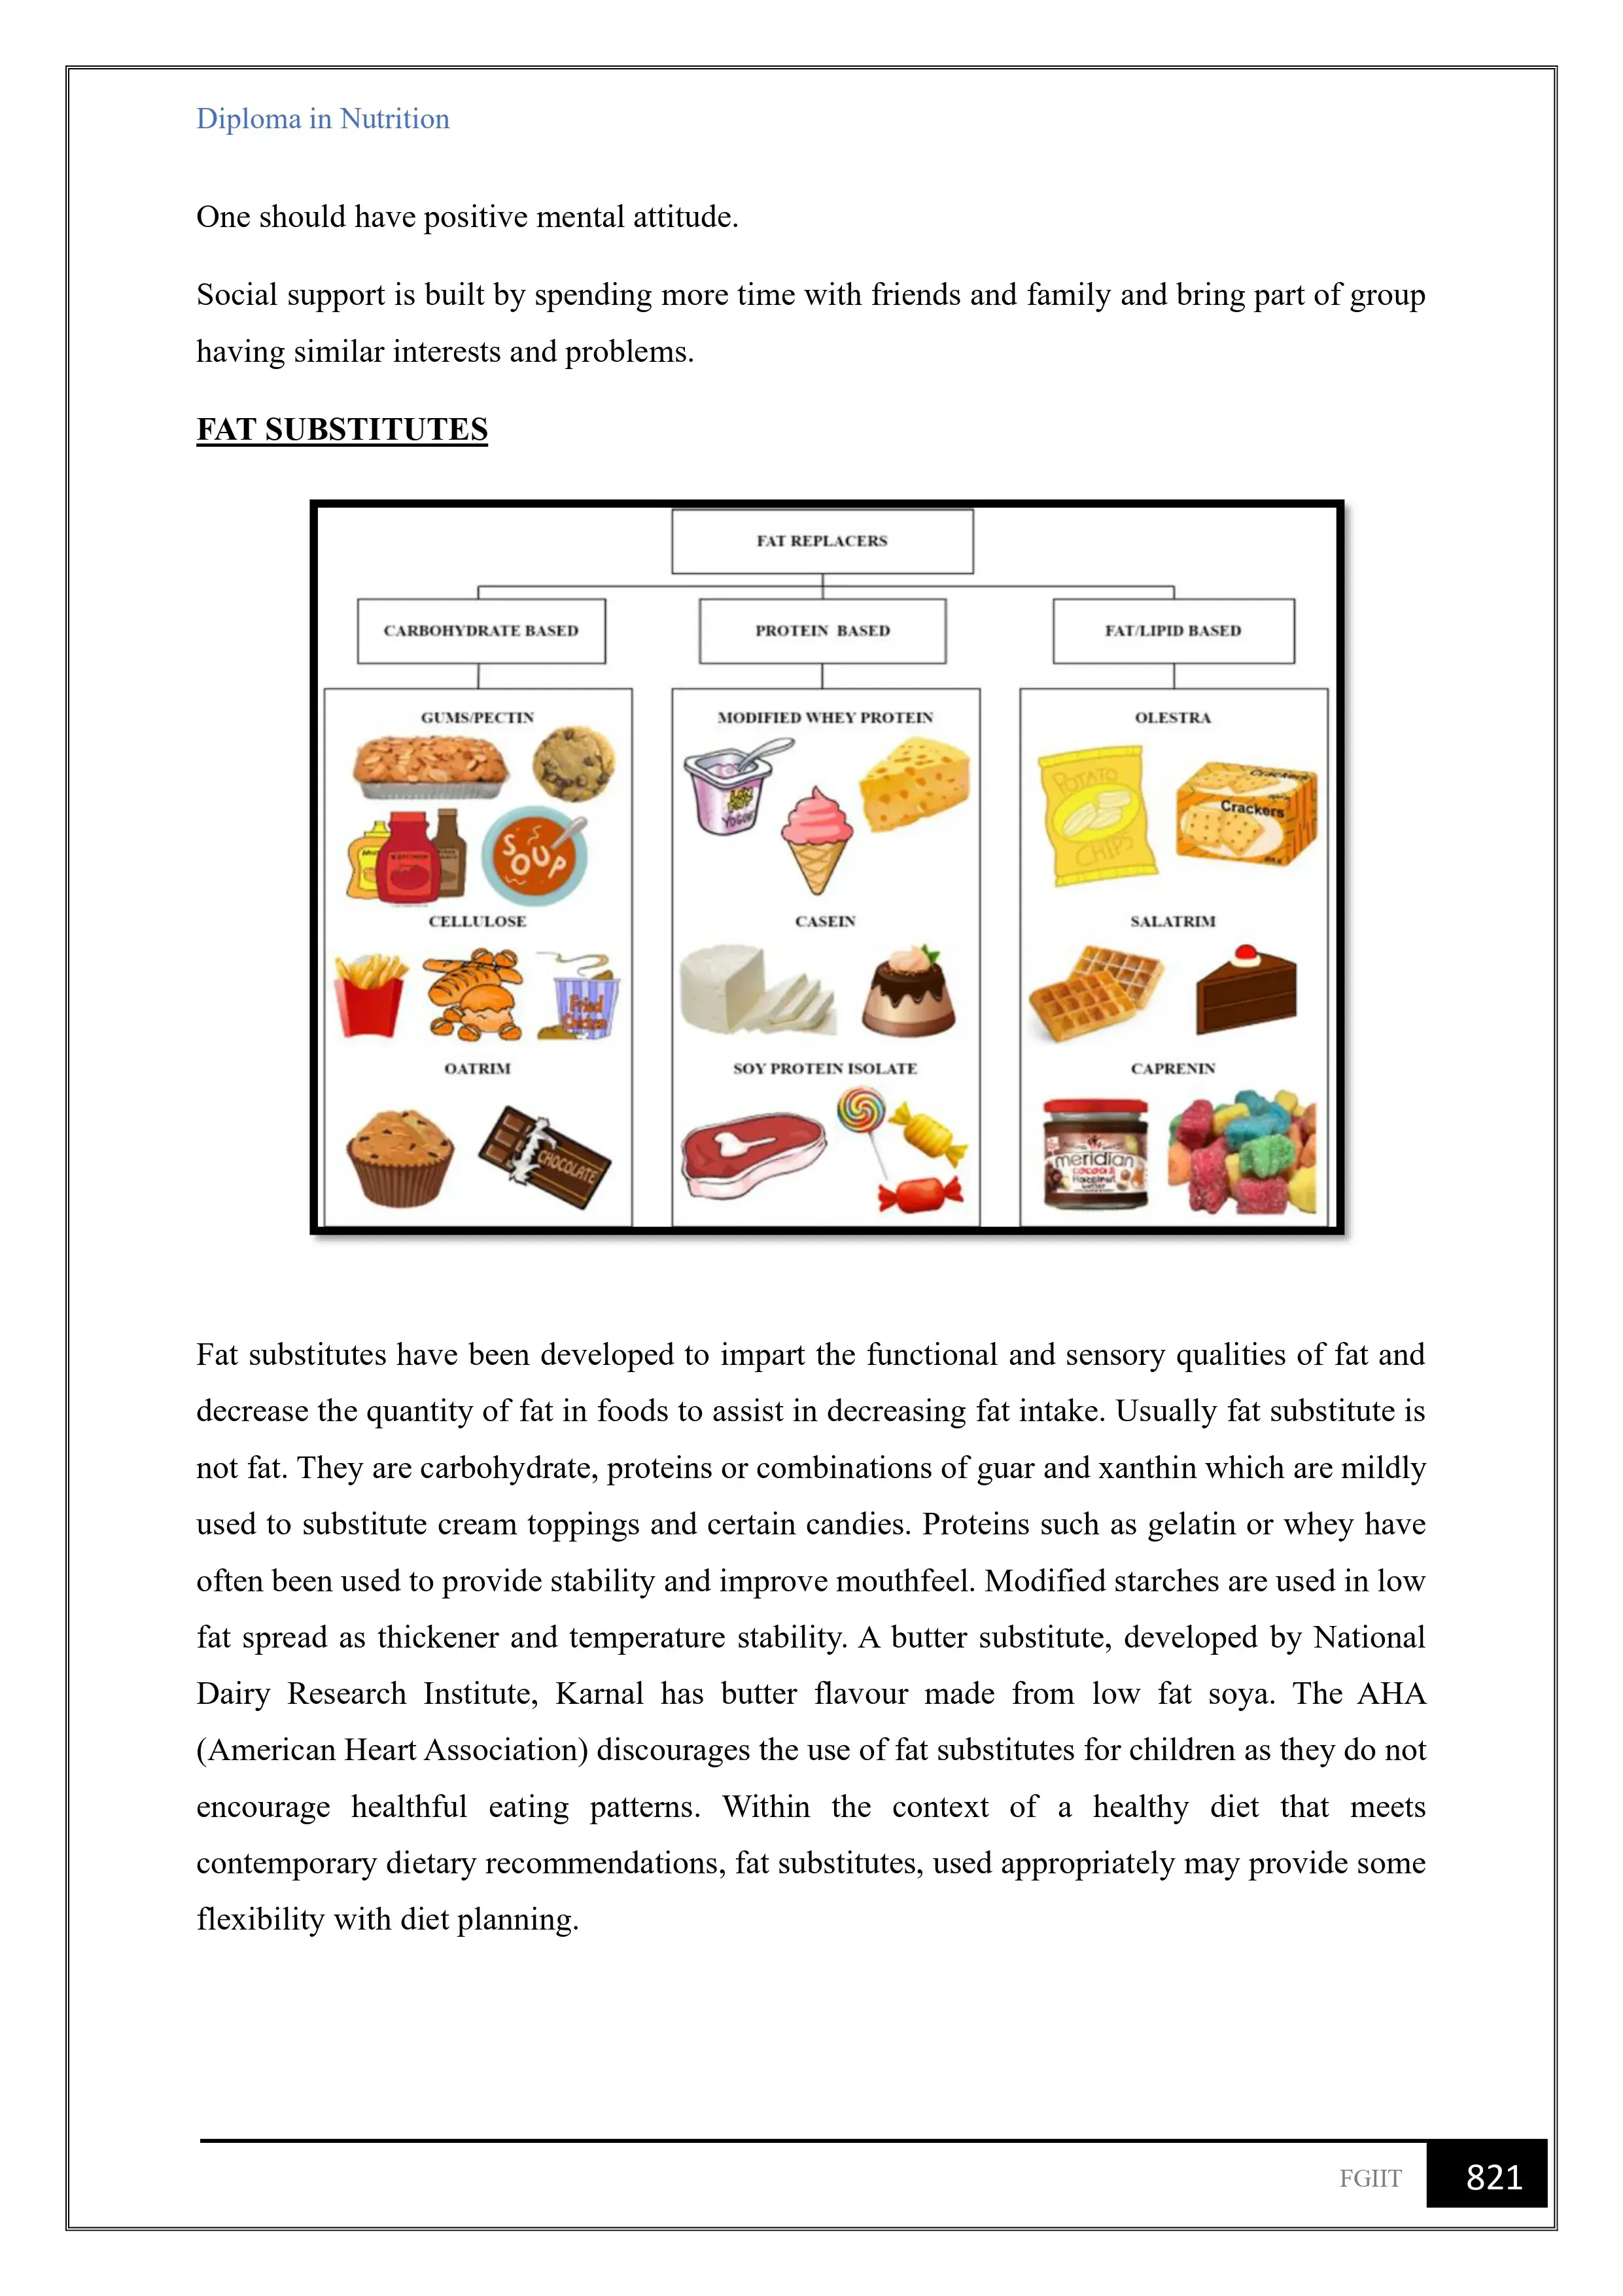 Diploma in Nutrition
One should have positive mental attitude.
Social support is built by spending more time with friends and family and bring part of group
having similar interests and problems.
FAT SUBSTITUTES
FAT REPLACERS
CARBOHYDRATE BASED
PROTEIN BASED
FAT/LIPID BASED
GUMS/PECTIN
SOUP
CELLULOSE
OATRIM
CHOCOLATE
MODIFIED WHEY PROTEIN
YOGURT
CASEIN
SOY PROTEIN ISOLATE
OLESTRA
POTATO
CHIPS
Crackers
Crackers
SALATRIM
CAPRENIN
meridian
cocoa &
Hazelnut
butter
Fat substitutes have been developed to impart the functional and sensory qualities of fat and
decrease the quantity of fat in foods to assist in decreasing fat intake. Usually fat substitute is
not fat. They are carbohydrate, proteins or combinations of guar and xanthin which are mildly
used to substitute cream toppings and certain candies. Proteins such as gelatin or whey have
often been used to provide stability and improve mouthfeel. Modified starches are used in low
fat spread as thickener and temperature stability. A butter substitute, developed by National
Dairy Research Institute, Karnal has butter flavour made from low fat soya. The AHA
(American Heart Association) discourages the use of fat substitutes for children as they do not
encourage healthful eating patterns. Within the context of a healthy diet that meets
contemporary dietary recommendations, fat substitutes, used appropriately may provide some
flexibility with diet planning.
FGIIT
821